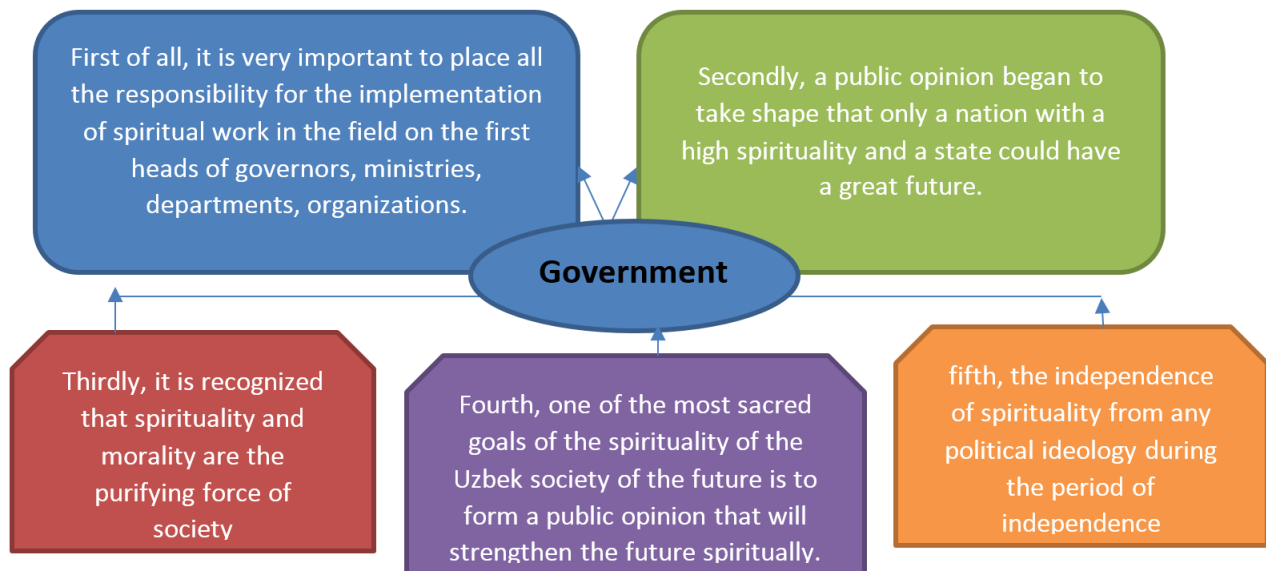 First of all, it is very important to place all
the responsibility for the implementation
of spiritual work in the field on the first
heads of governors, ministries,
departments, organizations.
Secondly, a public opinion began to
take shape that only a nation with a
high spirituality and a state could have
a great future.
Government
Thirdly, it is recognized
that spirituality and
morality are the
purifying force of
society
Fourth, one of the most sacred
goals of the spirituality of the
Uzbek society of the future is to
form a public opinion that will
strengthen the future spiritually.
fifth, the independence
of spirituality from any
political ideology during
the period of
independence